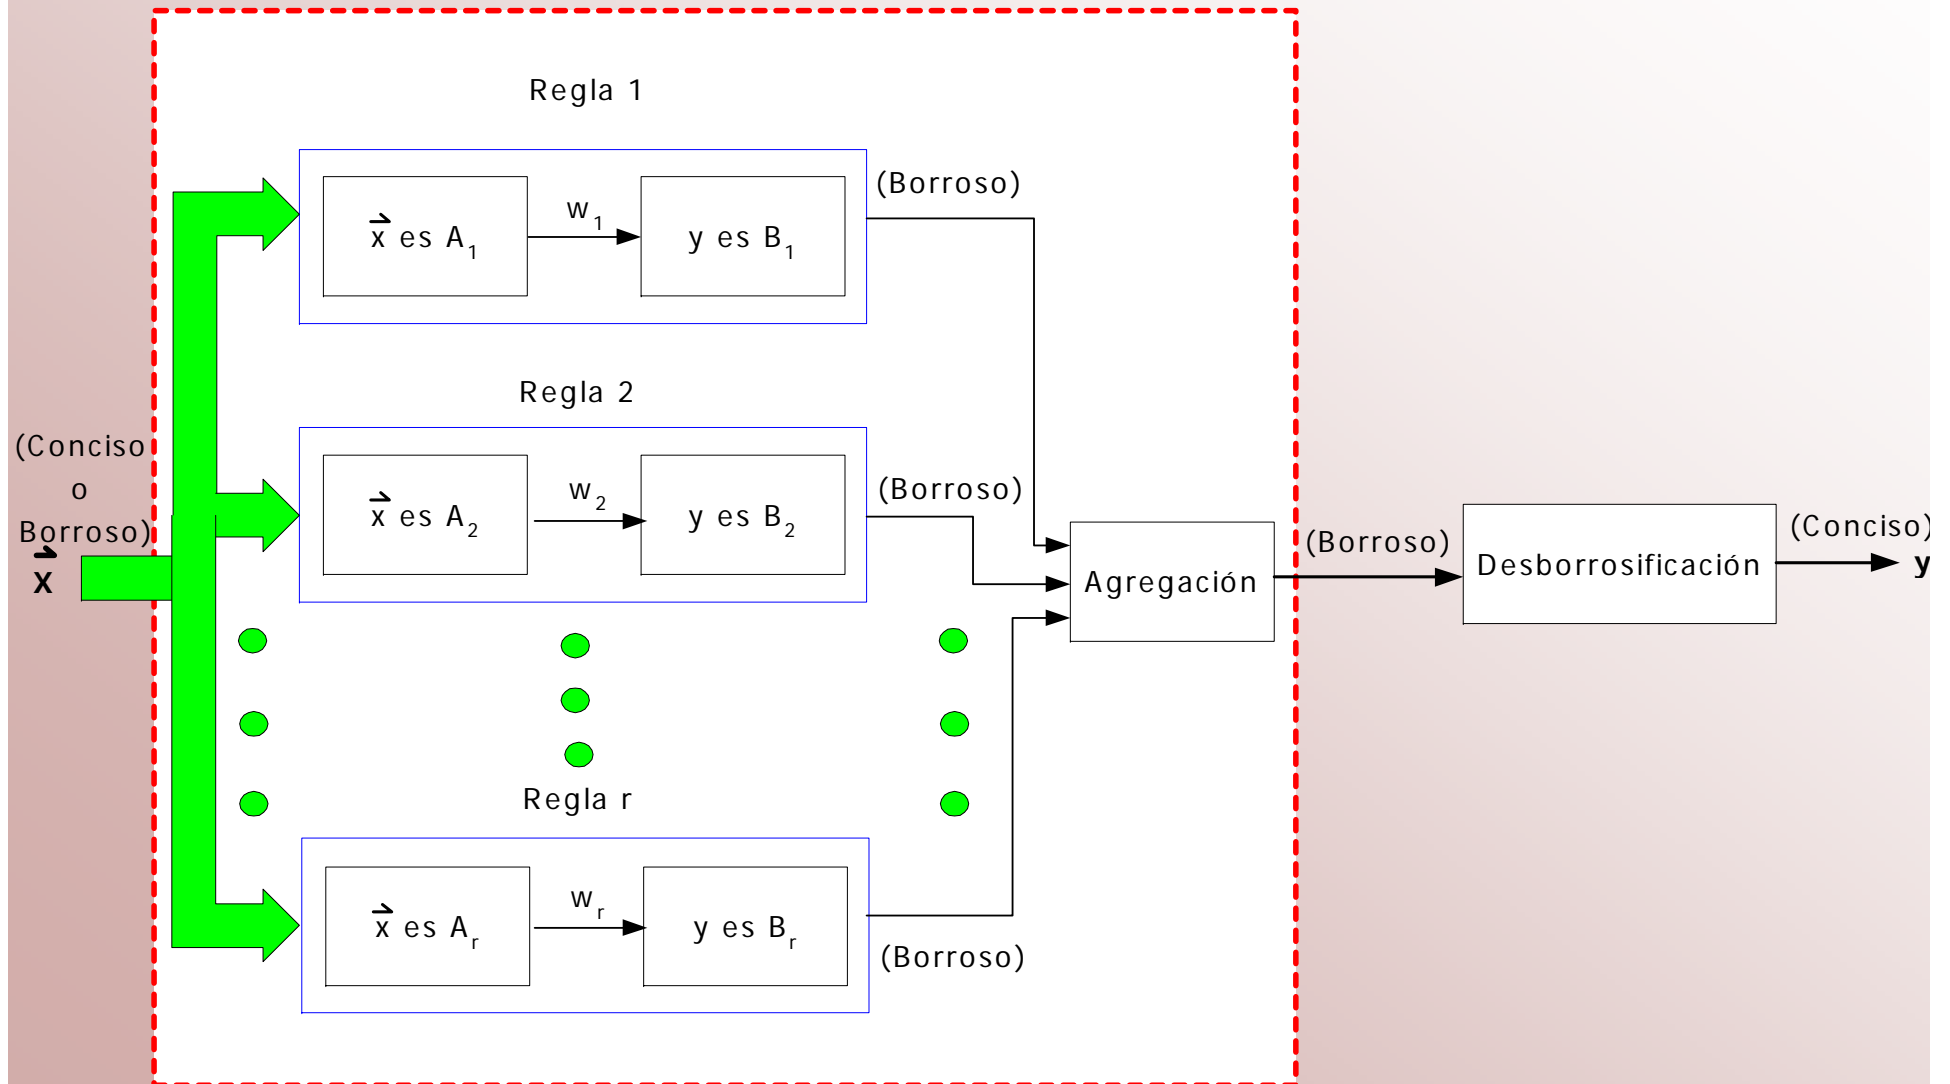 Regla 1
(Borroso)
x⃗ es A₁
w₁
y es B₁
Regla 2
(Conciso
o
Borroso)
x⃗
(Borroso)
x⃗ es A₂
w₂
y es B₂
Agregación
(Borroso)
Desborrosificación
(Conciso)
y
Regla r
x⃗ es Aᵣ
wᵣ
y es Bᵣ
(Borroso)